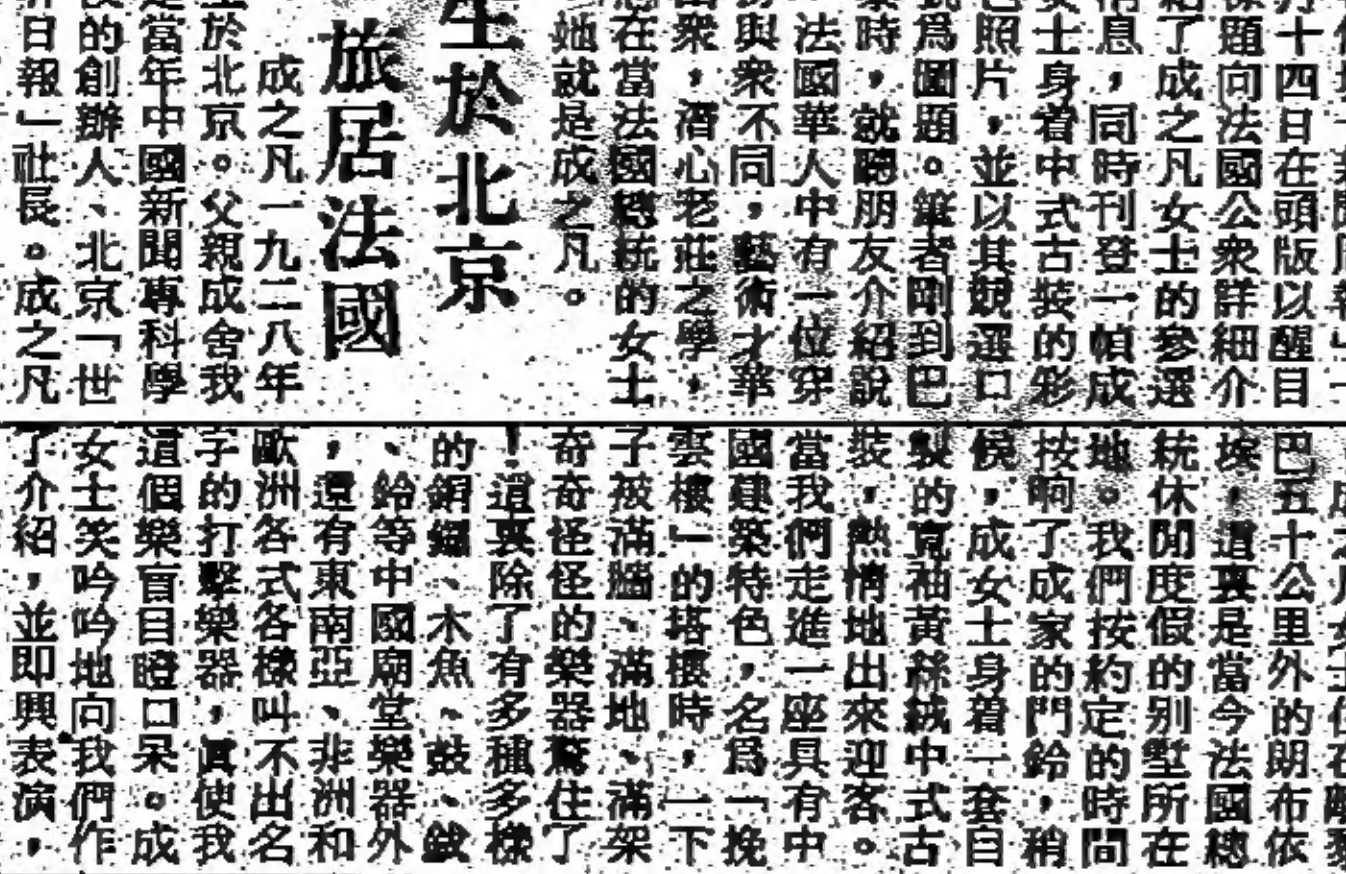 月十四日在頭版以醒目
標題向法國公衆詳細介
紹了成之凡女士的參選
消息，同時刊登一幀成
女士身着中式古裝的彩
色照片，並以其競選口
號爲圖題。筆者剛到巴
黎時，就聽朋友介紹說
法國華人中有一位穿
與衆不同，藝術才華
出衆，潛心老莊之學，
在當法國總統的女士
她就是成之凡。
生於北京
旅居法國
成之凡一九二八年
生於北京。父親成舍我
是當年中國新聞專科學
校的創辦人、北京「世
界日報」社長。成之凡
巴五十公里外的朗布依
埃，這裏是當今法國總
統休閒度假的別墅所在
地。我們按約定的時間
按响了成家的門鈴，稍
傾，成女士身着一套自
製的寬袖黃絲絨中式古
裝，熱情地出來迎客。
當我們走進一座具有中
國建築特色，名爲「挽
雲樓」的塔樓時，一下
子被滿牆、滿地、滿架
奇奇怪怪的樂器驚住了
！這裏除了有多種多樣
的銅鑼、木魚、鼓、鈸
、鈴等中國廟堂樂器外
，還有東南亞、非洲和
歐洲各式各樣叫不出名
字的打擊樂器，眞使我
這個樂盲目瞪口呆。成
女士笑吟吟地向我們作
了介紹，並即興表演，